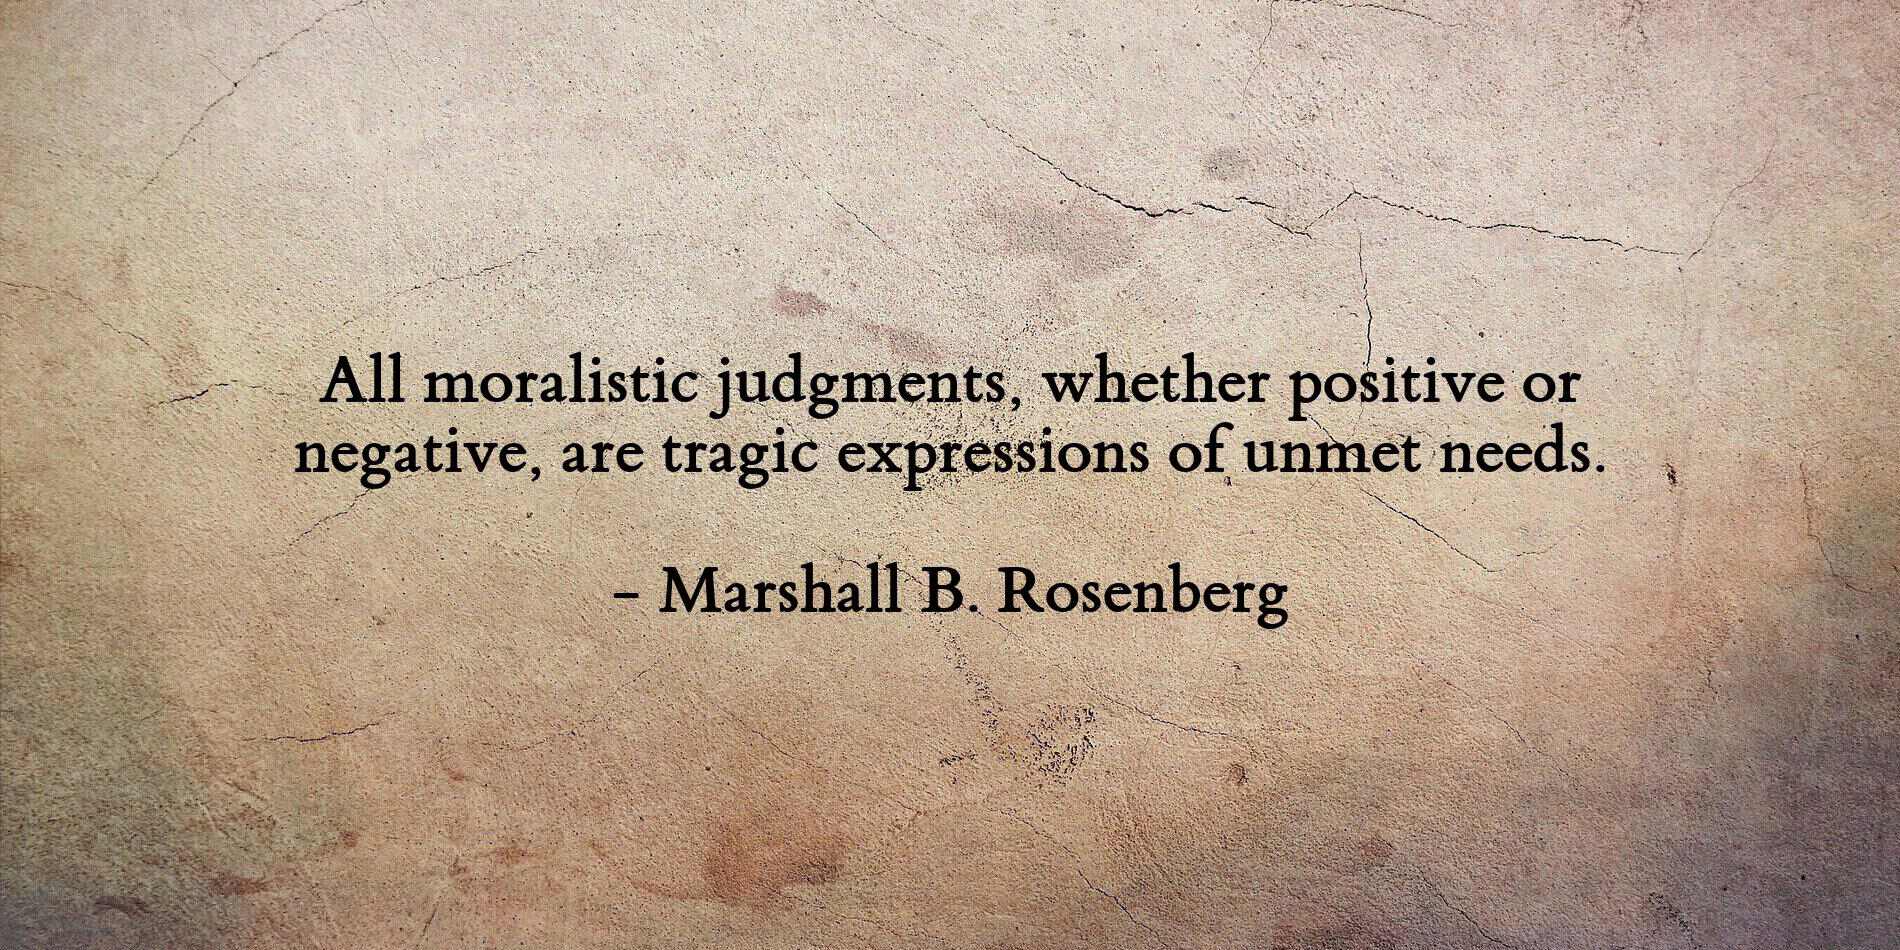 All moralistic judgments, whether positive or
negative, are tragic expressions of unmet needs.
- Marshall B. Rosenberg